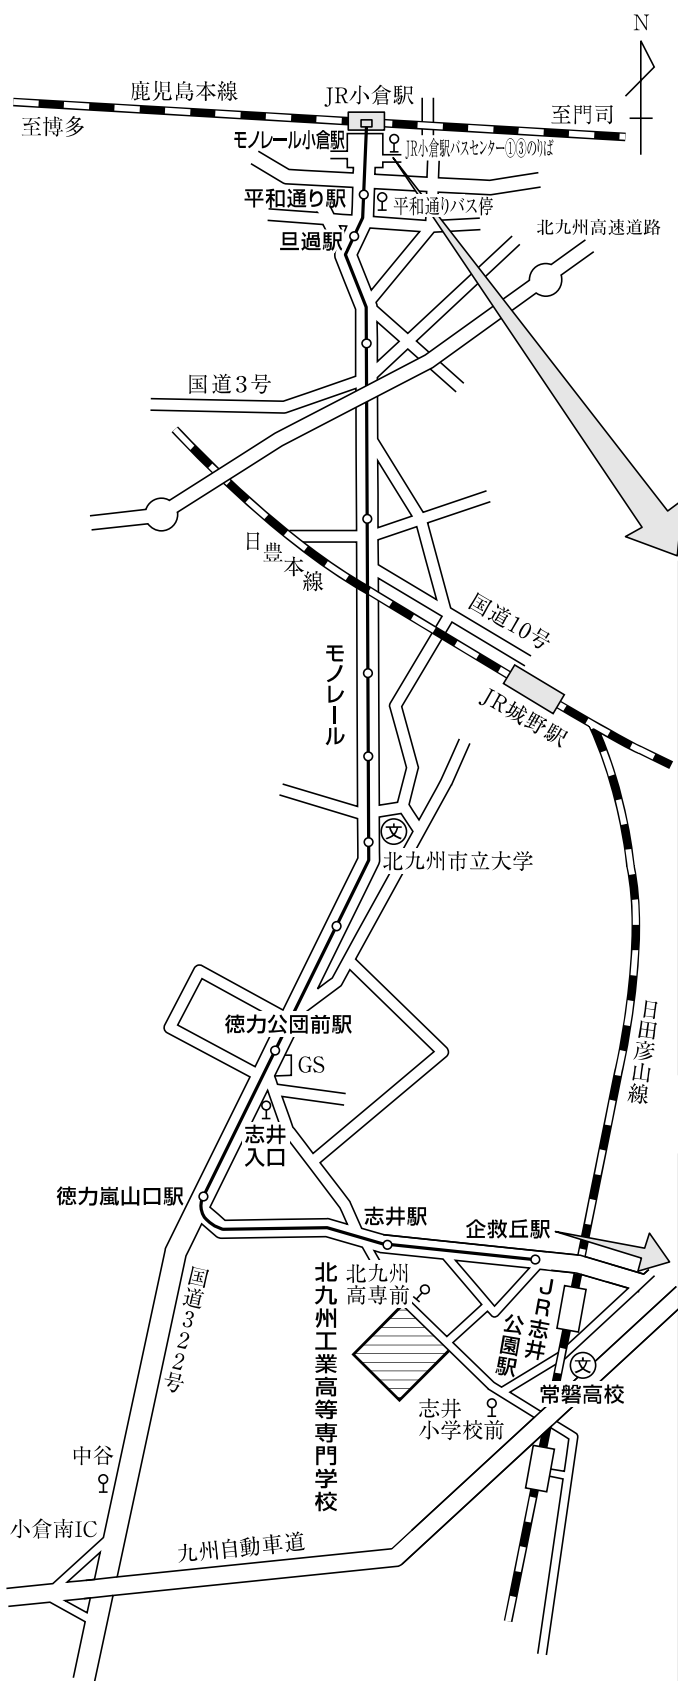 N
鹿児島本線
JR小倉駅
至門司
至博多
モノレール小倉駅
JR小倉駅バスセンター①③のりば
平和通り駅
平和通りバス停
北九州高速道路
旦過駅
国道3号
日豊本線
国道10号
モノレール
JR城野駅
文
北九州市立大学
日田彦山線
徳力公団前駅
GS
志井
入口
徳力嵐山口駅
志井駅
企救丘駅
北九州
高専前
北九州工業高等専門学校
JR志井
公園駅
国道322号
文
常磐高校
志井
小学校前
中谷
小倉南IC
九州自動車道